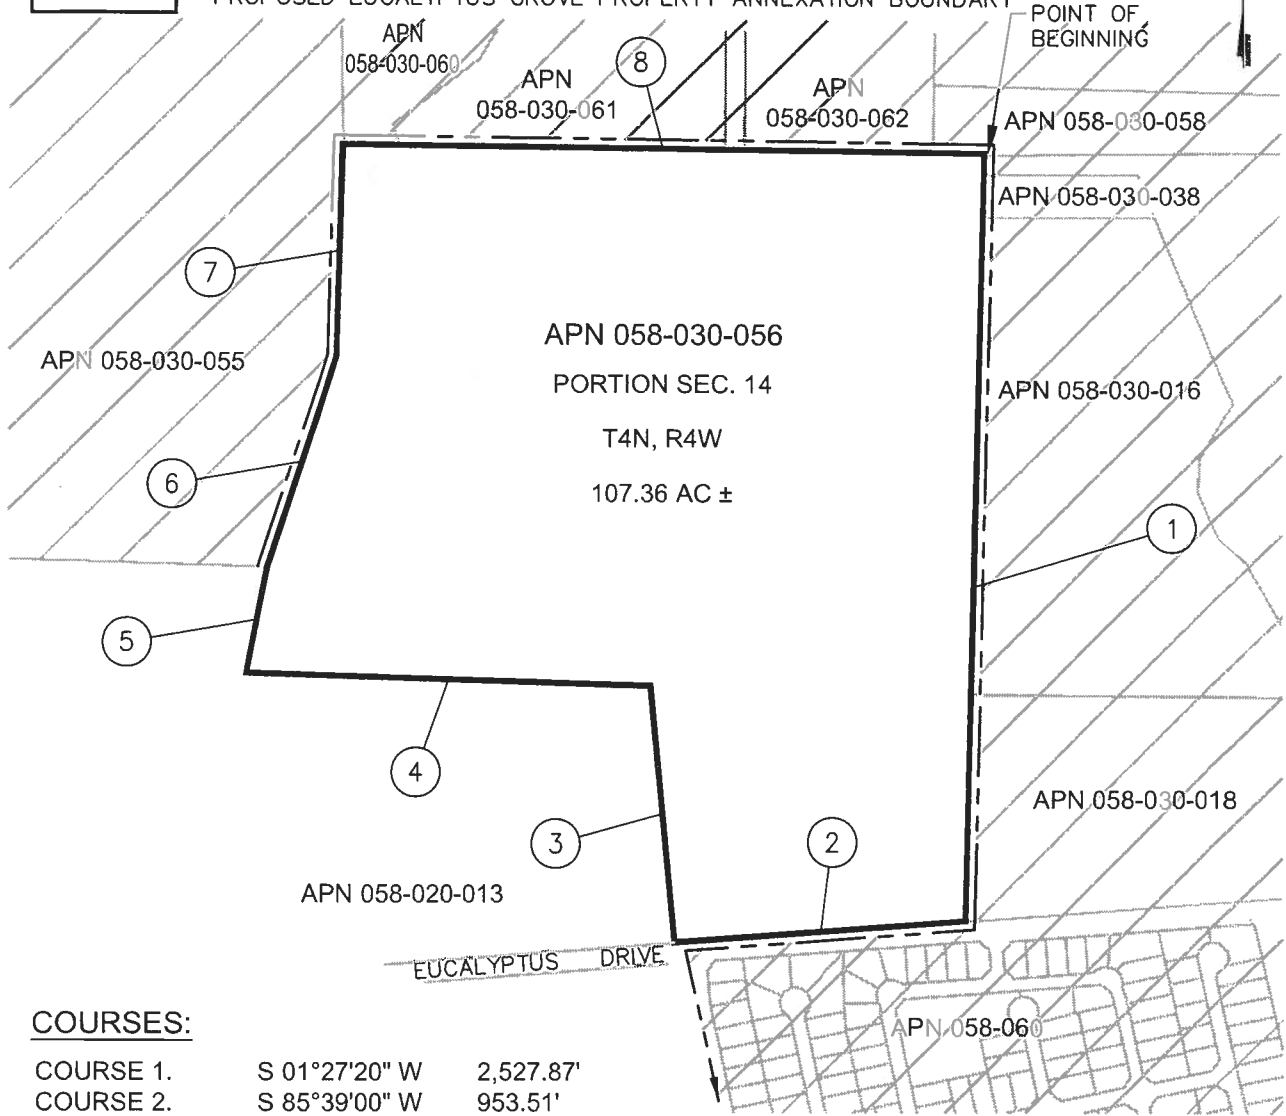 PROPOSED EUCALYPTUS GROVE PROPERTY ANNEXATION BOUNDARY
POINT OF
BEGINNING
APN
058-030-060
APN
058-030-061
8
APN
058-030-062
APN 058-030-058
APN 058-030-038
7
APN 058-030-055
APN 058-030-056
PORTION SEC. 14
T4N, R4W
107.36 AC ±
APN 058-030-016
6
1
5
4
APN 058-030-018
3
2
APN 058-020-013
EUCALYPTUS DRIVE
APN 058-060
COURSES:
COURSE 1. S 01°27'20" W 2,527.87'
COURSE 2. S 85°39'00" W 953.51'